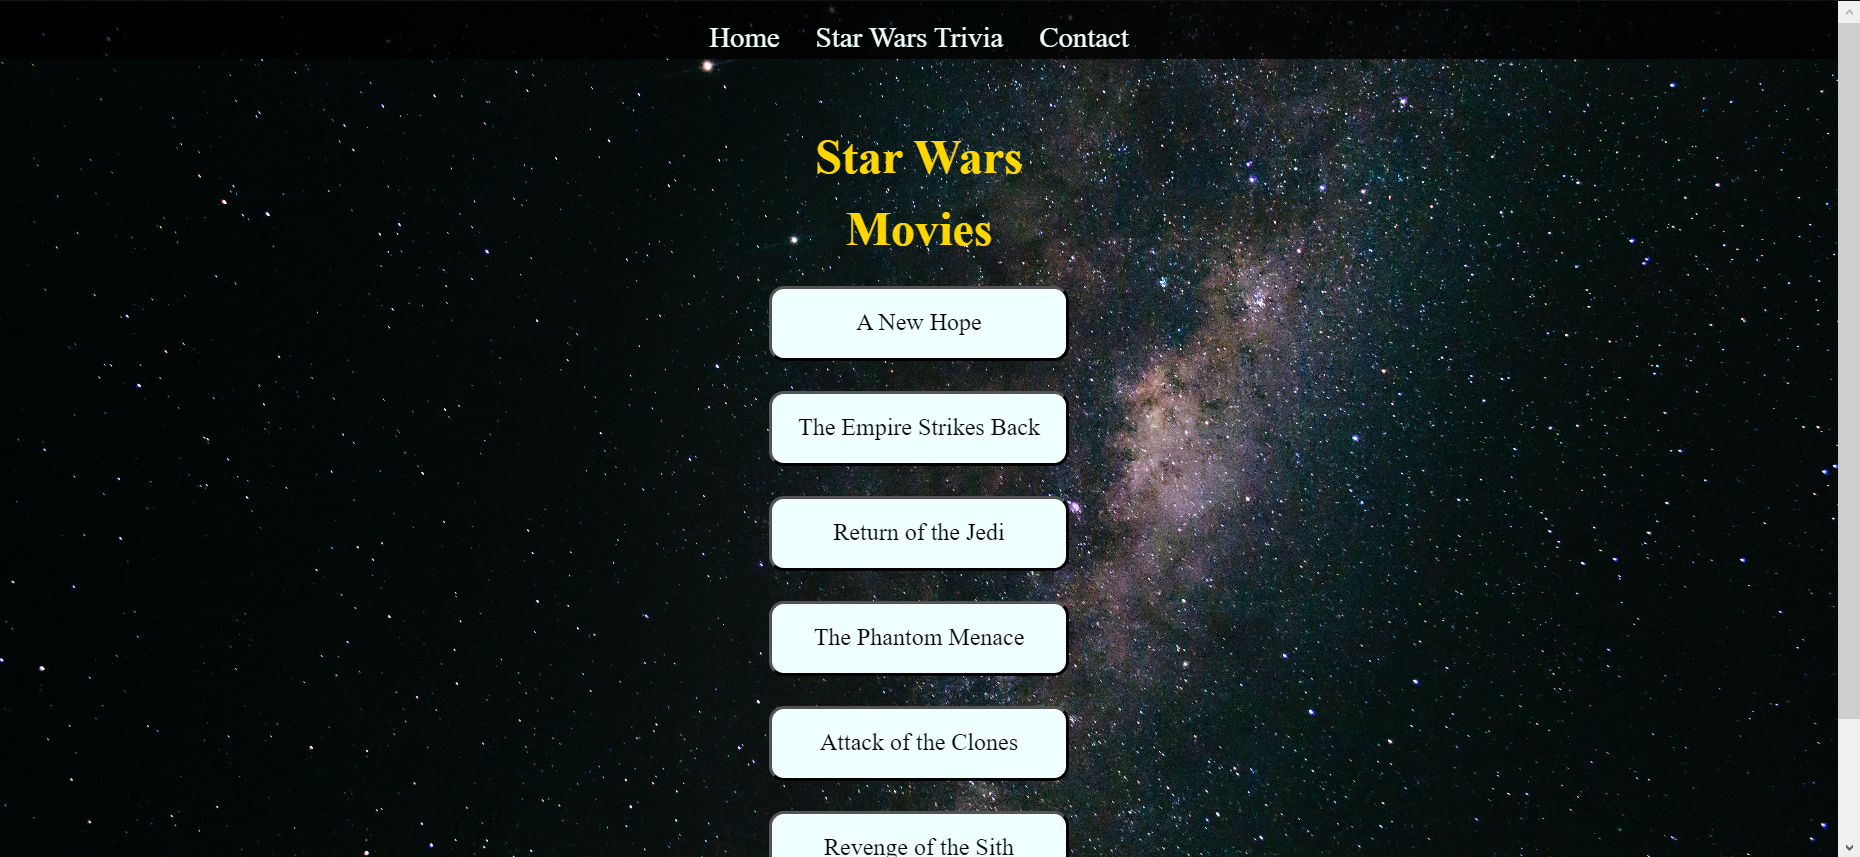 Home Star Wars Trivia Contact
Star Wars
Movies
A New Hope
The Empire Strikes Back
Return of the Jedi
The Phantom Menace
Attack of the Clones
Revenge of the Sith